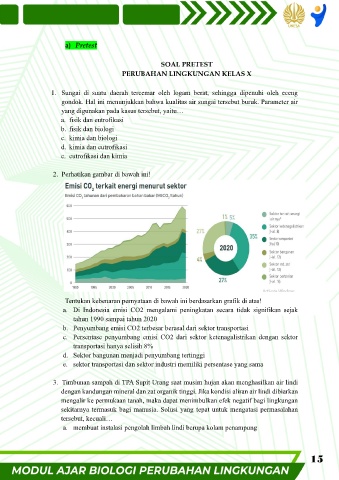 a) Pretest
SOAL PRETEST
PERUBAHAN LINGKUNGAN KELAS X
1. Sungai di suatu daerah tercemar oleh logam berat, sehingga dipenuhi oleh eceng
gondok. Hal ini menunjukkan bahwa kualitas air sungai tersebut buruk. Parameter air
yang digunakan pada kasus tersebut, yaitu…
a. fisik dan eutrofikasi
b. fisik dan biologi
c. kimia dan biologi
d. kimia dan eutrofikasi
e. eutrofikasi dan kimia
2. Perhatikan gambar di bawah ini!
Emisi CO2 terkait energi menurut sektor
2020
35%
27%
Tentukan kebenaran pernyataan di bawah ini berdasarkan grafik di atas!
a. Di Indonesia emisi CO2 mengalami peningkatan secara tidak signifikan sejak
tahun 1990 sampai tahun 2020
b. Penyumbang emisi CO2 terbesar berasal dari sektor transportasi
c. Persentase penyumbang emisi CO2 dari sektor ketenagalistrikan dengan sektor
transportasi hanya selisih 8%
d. Sektor bangunan menjadi penyumbang tertinggi
e. sektor transportasi dan sektor industri memiliki persentase yang sama
3. Timbunan sampah di TPA Supit Urang saat musim hujan akan menghasilkan air lindi
dengan kandungan mineral dan zat organik tinggi. Jika kondisi aliran air lindi dibiarkan
mengalir ke permukaan tanah, maka dapat menimbulkan efek negatif bagi lingkungan
sekitarnya termasuk bagi manusia. Solusi yang tepat untuk mengatasi permasalahan
tersebut, kecuali…
a. membuat instalasi pengolah limbah lindi berupa kolam penampung
15
MODUL AJAR BIOLOGI PERUBAHAN LINGKUNGAN